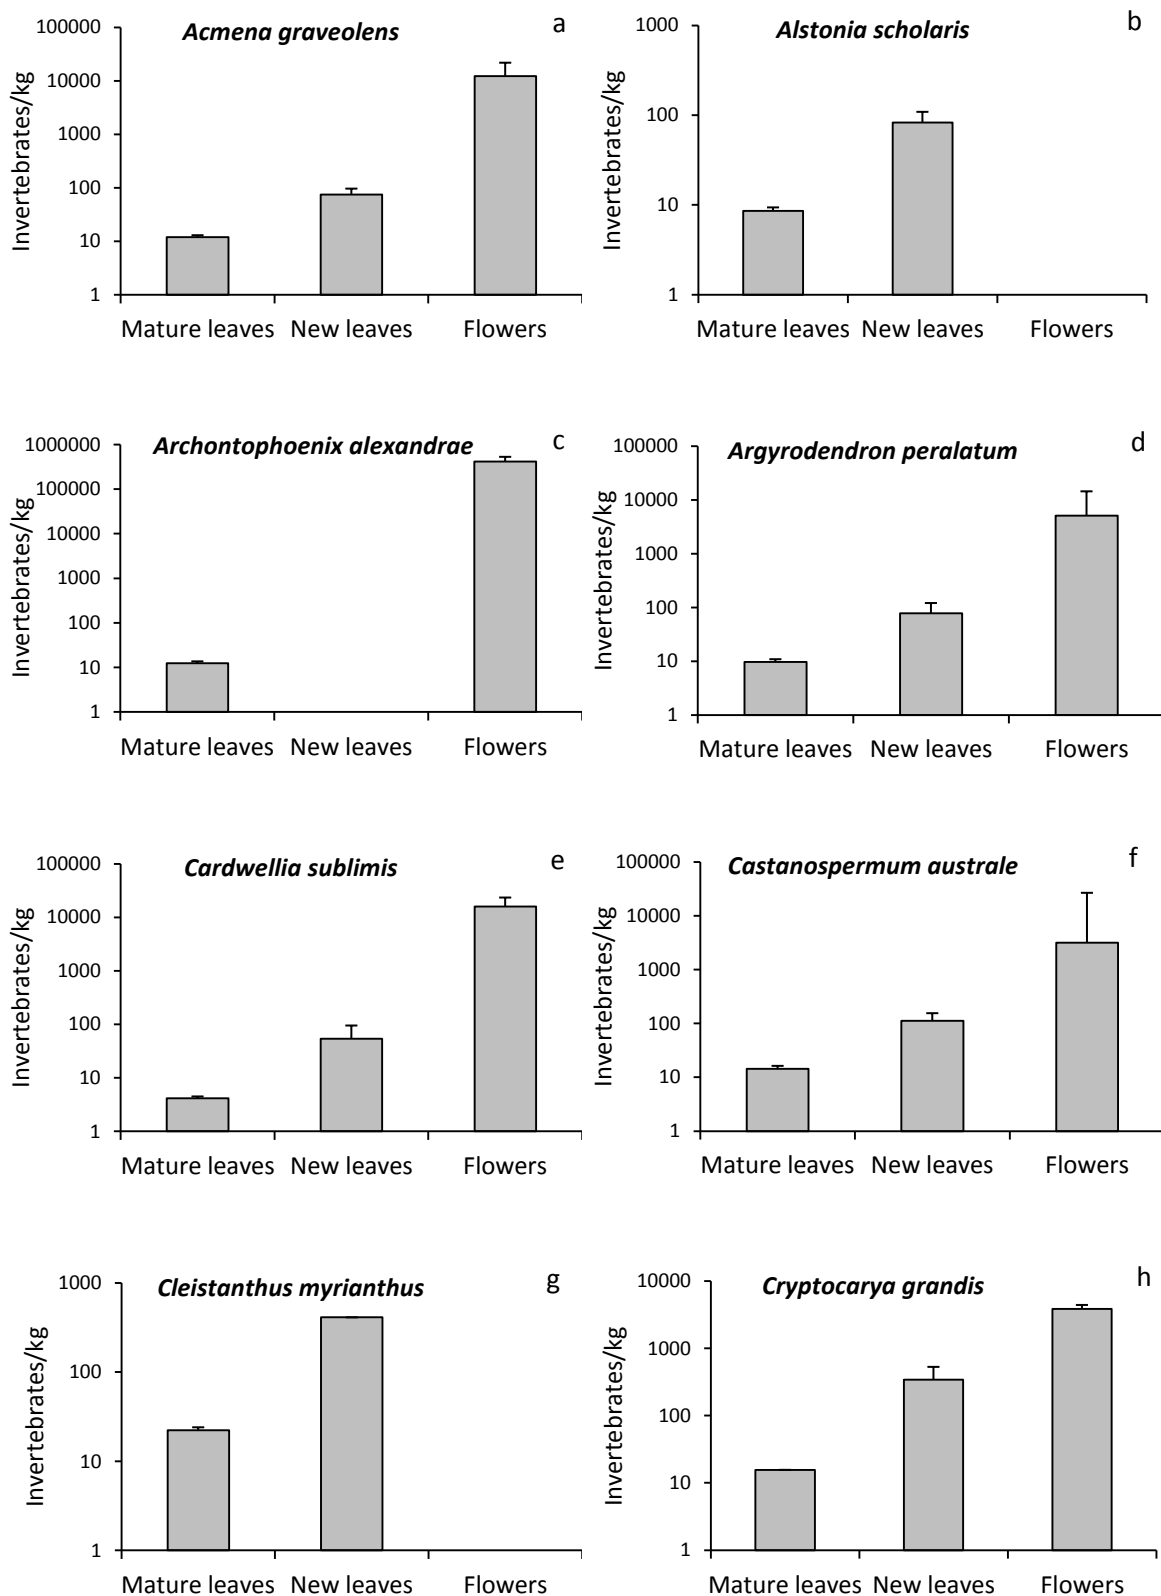 Acmena graveolens
a
Invertebrates/kg
100000
10000
1000
100
10
1
Mature leaves New leaves Flowers
Alstonia scholaris
b
Invertebrates/kg
1000
100
10
1
Mature leaves New leaves Flowers
Archontophoenix alexandrae
c
Invertebrates/kg
1000000
100000
10000
1000
100
10
1
Mature leaves New leaves Flowers
Argyrodendron peralatum
d
Invertebrates/kg
100000
10000
1000
100
10
1
Mature leaves New leaves Flowers
Cardwellia sublimis
e
Invertebrates/kg
100000
10000
1000
100
10
1
Mature leaves New leaves Flowers
Castanospermum australe
f
Invertebrates/kg
100000
10000
1000
100
10
1
Mature leaves New leaves Flowers
Cleistanthus myrianthus
g
Invertebrates/kg
1000
100
10
1
Mature leaves New leaves Flowers
Cryptocarya grandis
h
Invertebrates/kg
10000
1000
100
10
1
Mature leaves New leaves Flowers